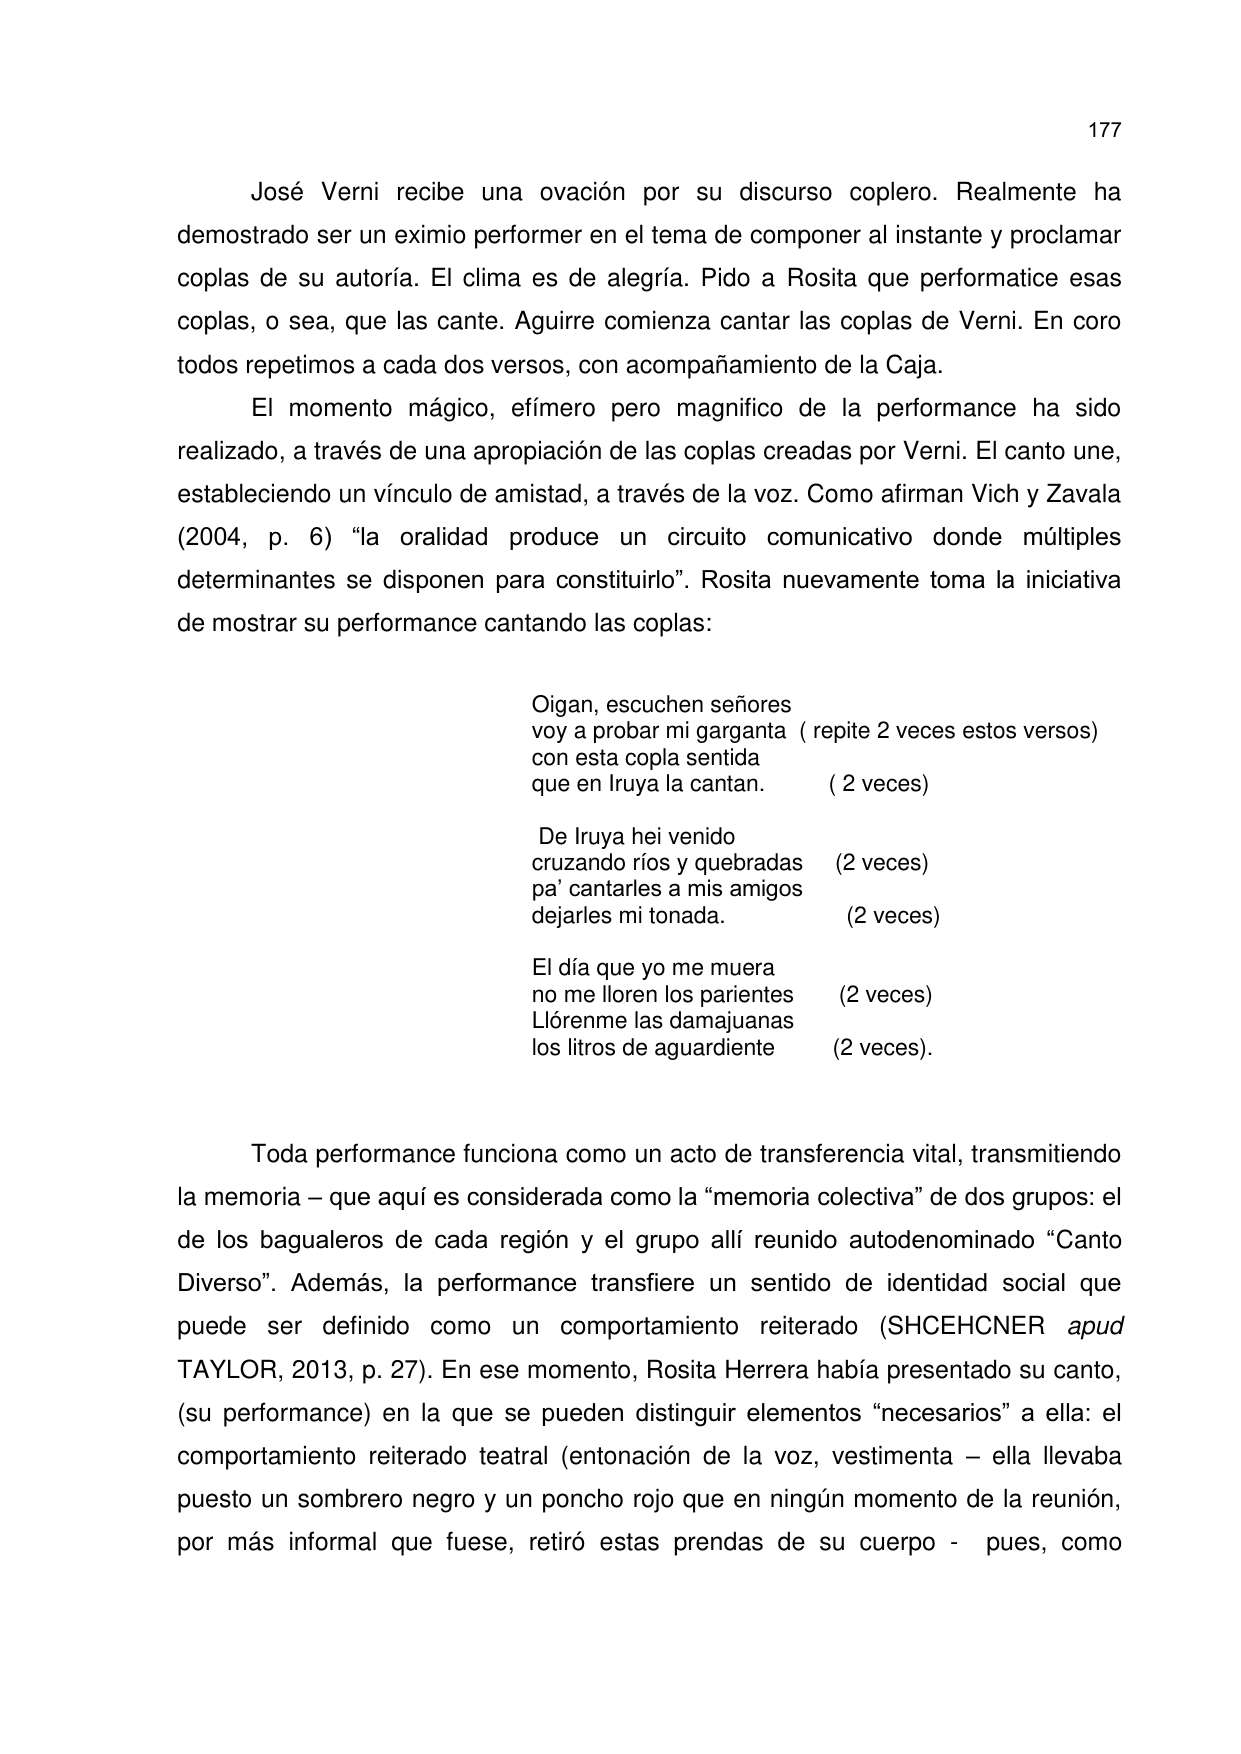 177
José Verni recibe una ovación por su discurso coplero. Realmente ha
demostrado ser un eximio performer en el tema de componer al instante y proclamar
coplas de su autoría. El clima es de alegría. Pido a Rosita que performatice esas
coplas, o sea, que las cante. Aguirre comienza cantar las coplas de Verni. En coro
todos repetimos a cada dos versos, con acompañamiento de la Caja.
El momento mágico, efímero pero magnifico de la performance ha sido
realizado, a través de una apropiación de las coplas creadas por Verni. El canto une,
estableciendo un vínculo de amistad, a través de la voz. Como afirman Vich y Zavala
(2004, p. 6) “la oralidad produce un circuito comunicativo donde múltiples
determinantes se disponen para constituirlo”. Rosita nuevamente toma la iniciativa
de mostrar su performance cantando las coplas:
Oigan, escuchen señores
voy a probar mi garganta ( repite 2 veces estos versos)
con esta copla sentida
que en Iruya la cantan. ( 2 veces)
De Iruya hei venido
cruzando ríos y quebradas (2 veces)
pa’ cantarles a mis amigos
dejarles mi tonada. (2 veces)
El día que yo me muera
no me lloren los parientes (2 veces)
Llórenme las damajuanas
los litros de aguardiente (2 veces).
Toda performance funciona como un acto de transferencia vital, transmitiendo
la memoria – que aquí es considerada como la “memoria colectiva” de dos grupos: el
de los bagualeros de cada región y el grupo allí reunido autodenominado “Canto
Diverso”. Además, la performance transfiere un sentido de identidad social que
puede ser definido como un comportamiento reiterado (SHCEHCNER apud
TAYLOR, 2013, p. 27). En ese momento, Rosita Herrera había presentado su canto,
(su performance) en la que se pueden distinguir elementos “necesarios” a ella: el
comportamiento reiterado teatral (entonación de la voz, vestimenta – ella llevaba
puesto un sombrero negro y un poncho rojo que en ningún momento de la reunión,
por más informal que fuese, retiró estas prendas de su cuerpo - pues, como